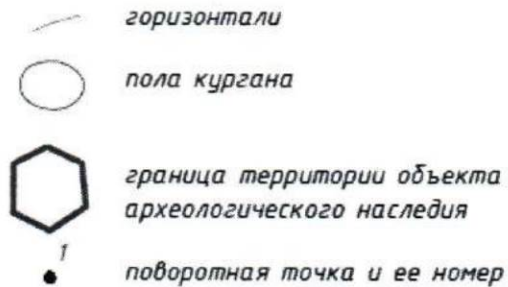 горизонтали
пола кургана
граница территории объекта
археологического наследия
1
поворотная точка и ее номер